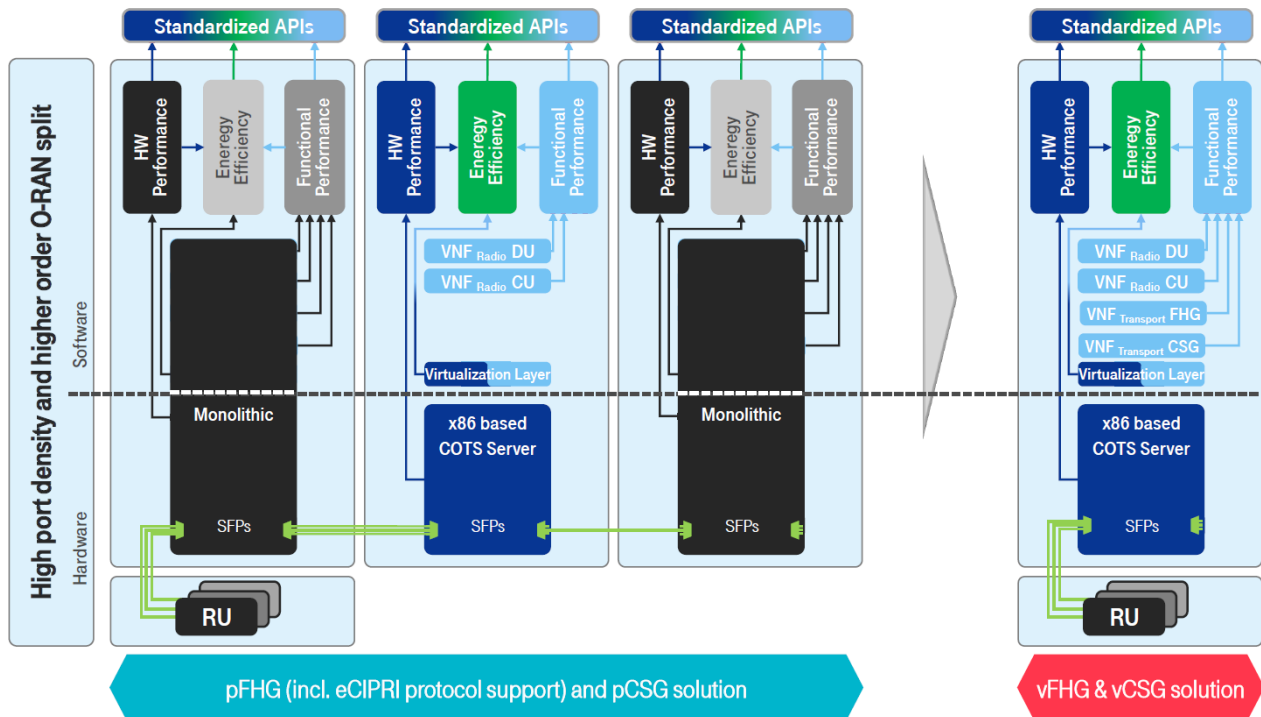 Standardized APIs
Standardized APIs
Standardized APIs
Standardized APIs
High port density and higher order O-RAN split
Software
Hardware
HW
Performance
Eneregy
Efficiency
Functional
Performance
HW
Performance
Eneregy
Efficiency
Functional
Performance
HW
Performance
Eneregy
Efficiency
Functional
Performance
HW
Performance
Eneregy
Efficiency
Functional
Performance
VNF Radio DU
VNF Radio CU
Virtualization Layer
VNF Radio DU
VNF Radio CU
VNF Transport FHG
VNF Transport CSG
Virtualization Layer
Monolithic
SFPs
x86 based
COTS Server
SFPs
Monolithic
SFPs
x86 based
COTS Server
SFPs
RU
RU
pFHG (incl. eCIPRI protocol support) and pCSG solution
vFHG & vCSG solution